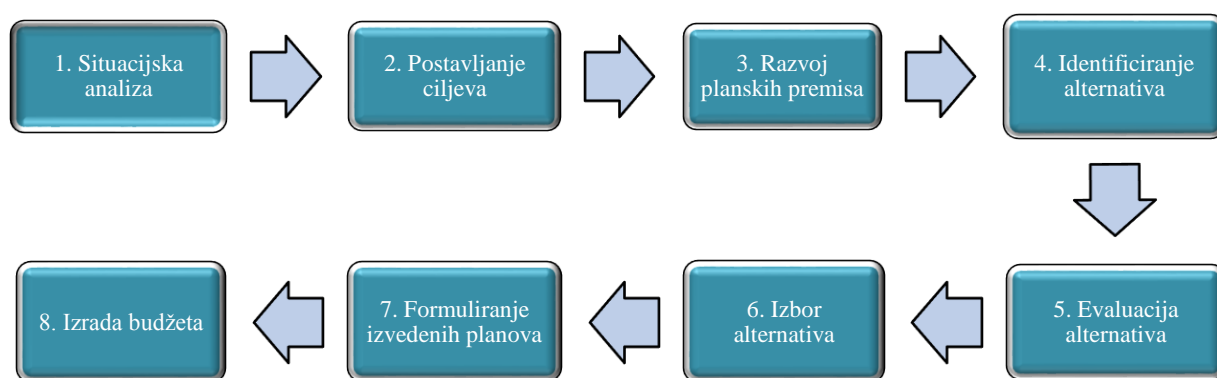 1. Situacijska
analiza
2. Postavljanje
ciljeva
3. Razvoj
planskih premisa
4. Identificiranje
alternativa
5. Evaluacija
alternativa
6. Izbor
alternativa
7. Formuliranje
izvedenih planova
8. Izrada budžeta